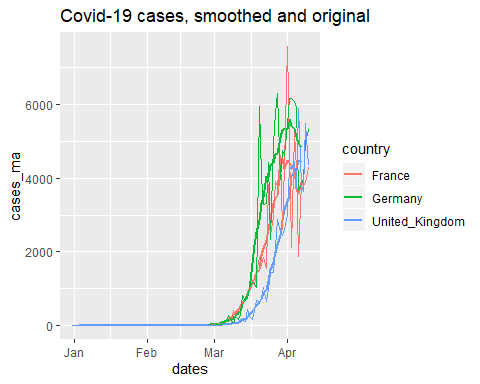 Covid-19 cases, smoothed and original
cases_ma
6000
4000
2000
0
Jan
Feb
Mar
Apr
dates
country
France
Germany
United_Kingdom